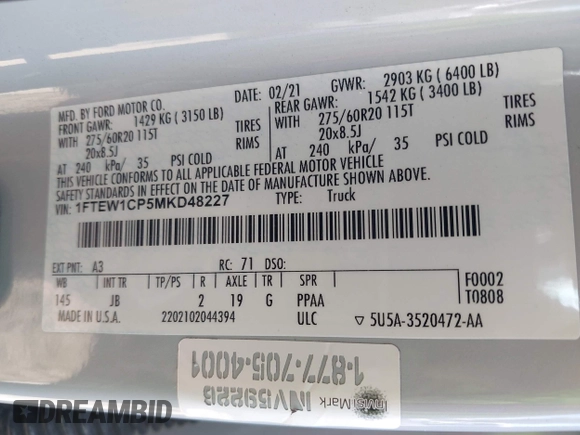 MFD. BY FORD MOTOR CO. DATE: 02/21 GVWR: 2903 KG (6400 LB)
FRONT GAWR: 1429 KG (3150 LB) REAR GAWR: 1542 KG (3400 LB)
WITH 275/60R20 115T TIRES WITH 275/60R20 115T TIRES
20x8.5J RIMS 20x8.5J RIMS
AT 240 kPa/ 35 PSI COLD AT 240 kPa/ 35 PSI COLD
THIS VEHICLE CONFORMS TO ALL APPLICABLE FEDERAL MOTOR VEHICLE
SAFETY STANDARDS IN EFFECT ON THE DATE OF MANUFACTURE SHOWN ABOVE.
VIN: 1FTEW1CP5MKD48227 TYPE: Truck
EXT PNT: A3 RC: 71 DSO:
WB INT TR TP/PS R AXLE TR SPR F0002
145 JB 2 19 G PPAA T0808
MADE IN U.S.A. 2202102044394 ULC ▽ 5U5A-3520472-AA
InvisiMark
INV5922B
1-877-705-4001
DREAMBID